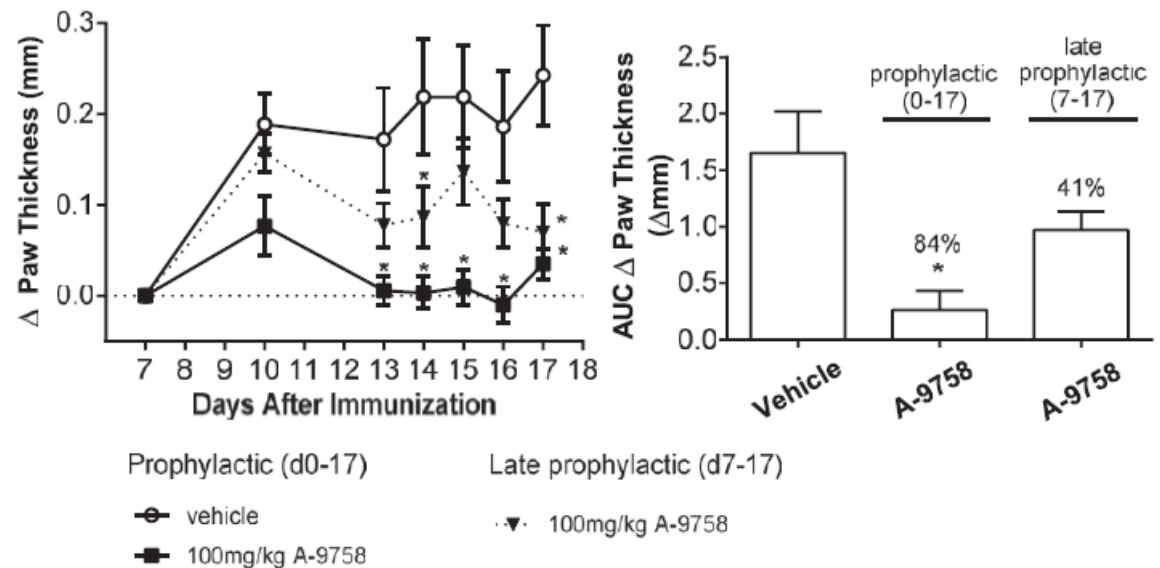 Δ Paw Thickness (mm)
0.3
0.2
0.1
0.0
* * * * * * *
7 8 9 10 11 12 13 14 15 16 17 18
Days After Immunization
AUC Δ Paw Thickness
(Δmm)
2.5
2.0
1.5
1.0
0.5
0.0
prophylactic
(0-17)
late
prophylactic
(7-17)
84%
*
41%
Vehicle
A-9758
A-9758
Prophylactic (d0-17)
vehicle
100mg/kg A-9758
Late prophylactic (d7-17)
100mg/kg A-9758